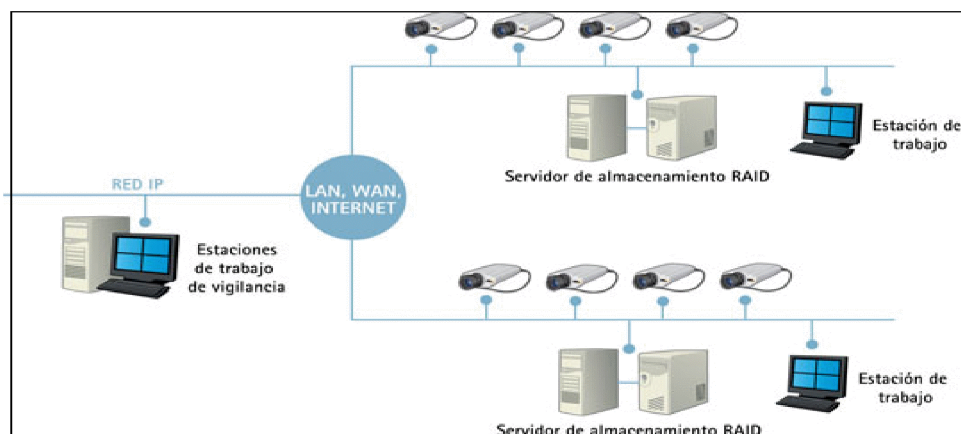 Estación de
trabajo
Servidor de almacenamiento RAID
RED IP
LAN, WAN,
INTERNET
Estaciones
de trabajo
de vigilancia
Estación de
trabajo
Servidor de almacenamiento RAID